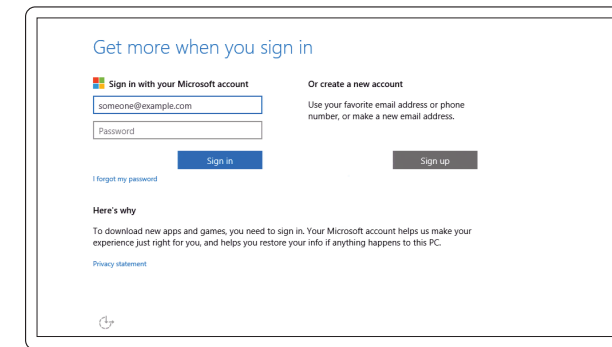 Get more when you sign in
Sign in with your Microsoft account
someone@example.com
Password
Sign in
I forgot my password
Or create a new account
Use your favorite email address or phone
number, or make a new email address.
Sign up
Here's why
To download new apps and games, you need to sign in. Your Microsoft account helps us make your
experience just right for you, and helps you restore your info if anything happens to this PC.
Privacy statement